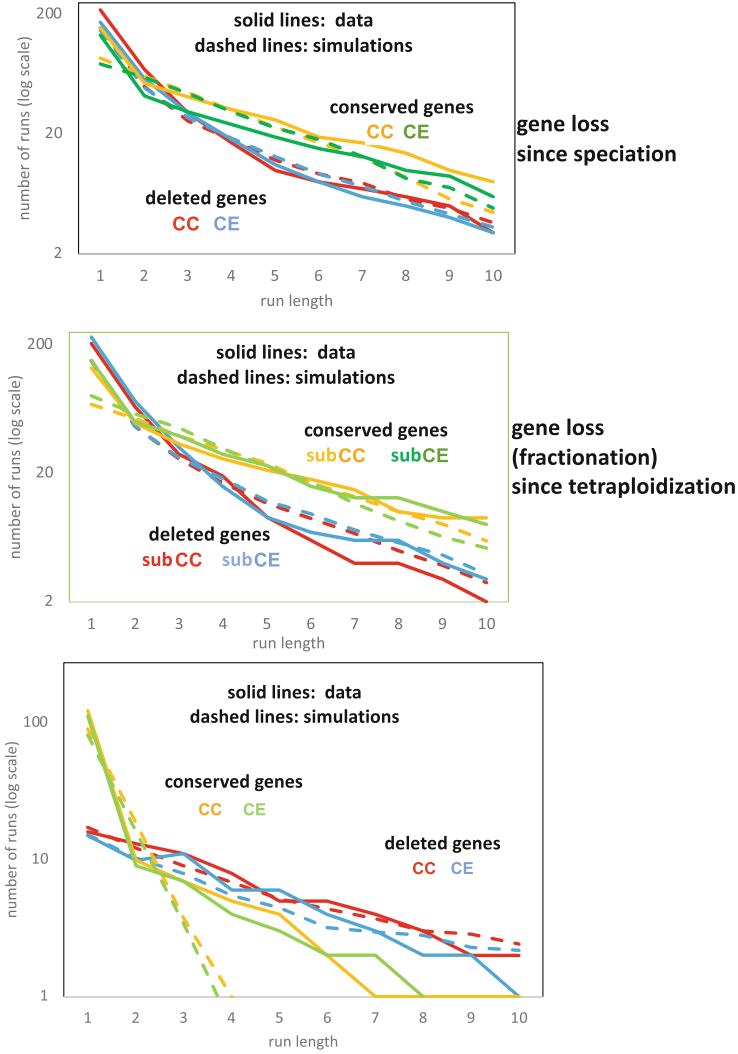 200
20
2
number of runs (log scale)
solid lines: data
dashed lines: simulations
conserved genes
CC CE
deleted genes
CC CE
1 2 3 4 5 6 7 8 9 10
run length
gene loss
since speciation
200
20
2
number of runs (log scale)
solid lines: data
dashed lines: simulations
conserved genes
subCC subCE
deleted genes
subCC subCE
1 2 3 4 5 6 7 8 9 10
run length
gene loss
(fractionation)
since tetraploidization
100
10
1
number of runs (log scale)
solid lines: data
dashed lines: simulations
conserved genes
CC CE
deleted genes
CC CE
1 2 3 4 5 6 7 8 9 10
run length